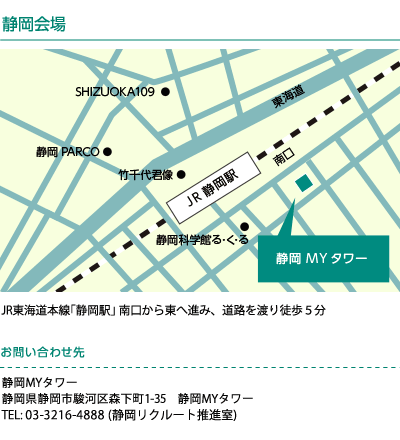 静岡会場
SHIZUOKA109
東海道
静岡 PARCO
竹千代君像
JR 静岡駅
南口
静岡科学館る・く・る
静岡 MY タワー
JR東海道本線「静岡駅」南口から東へ進み、道路を渡り徒歩 5 分
お問い合わせ先
静岡MYタワー
静岡県静岡市駿河区森下町1-35　静岡MYタワー
TEL: 03-3216-4888 (静岡リクルート推進室)